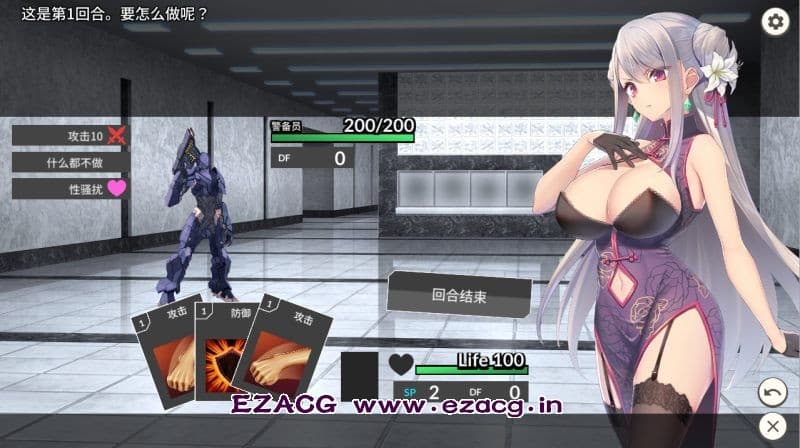 这是第1回合。要怎么做呢？
攻击10
什么都不做
性骚扰
警备员
200/200
DF 0
回合结束
1 攻击
1 防御
1 攻击
Life 100
SP 2 DF 0
EZACG www.ezacg.in